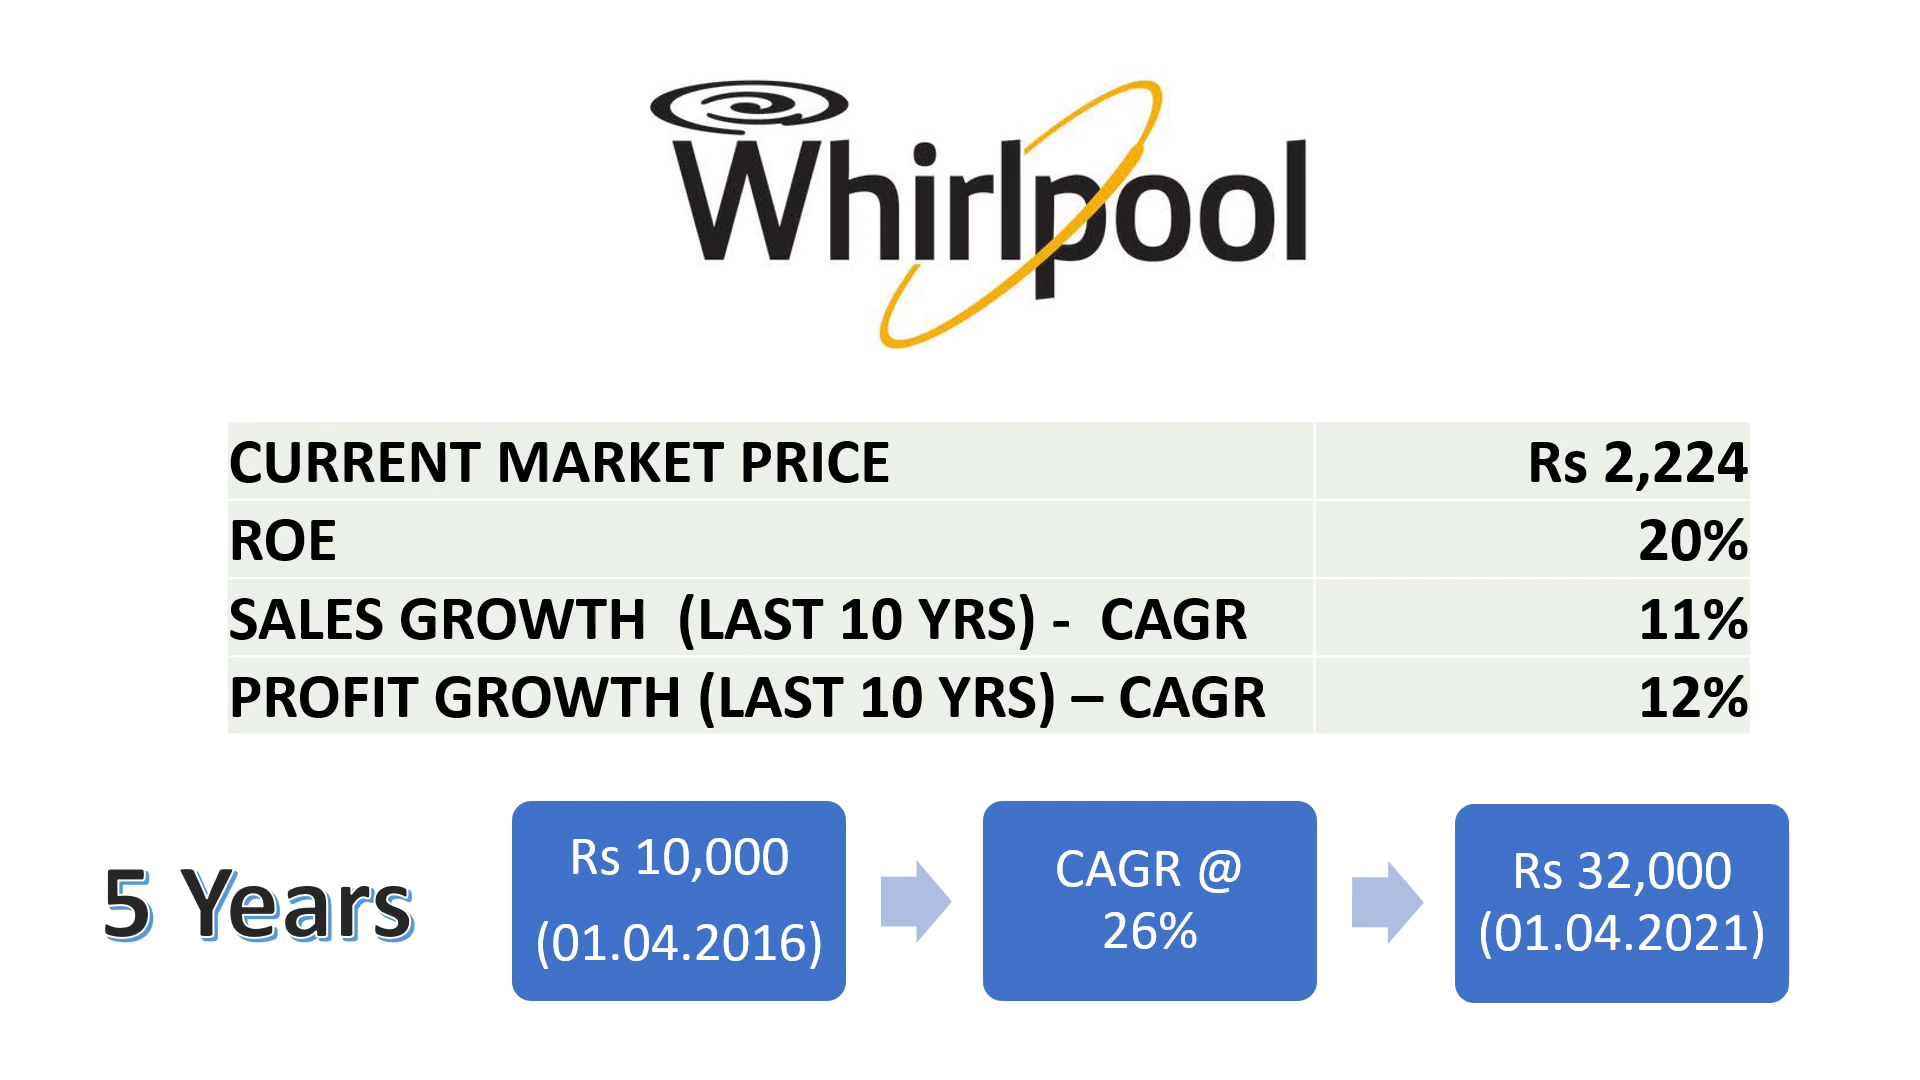 Whirlpool
CURRENT MARKET PRICE Rs 2,224
ROE 20%
SALES GROWTH  (LAST 10 YRS) -  CAGR 11%
PROFIT GROWTH (LAST 10 YRS) – CAGR 12%
5 Years
Rs 10,000
(01.04.2016)
CAGR @
26%
Rs 32,000
(01.04.2021)